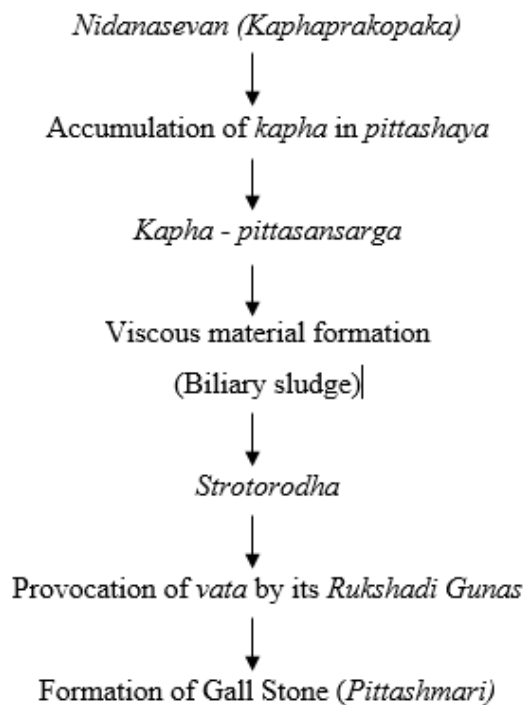 Nidanasevan (Kaphaprakopaka)
Accumulation of kapha in pittashaya
Kapha - pittasansarga
Viscous material formation
(Biliary sludge)
Strotorodha
Provocation of vata by its Rukshadi Gunas
Formation of Gall Stone (Pittashmari)